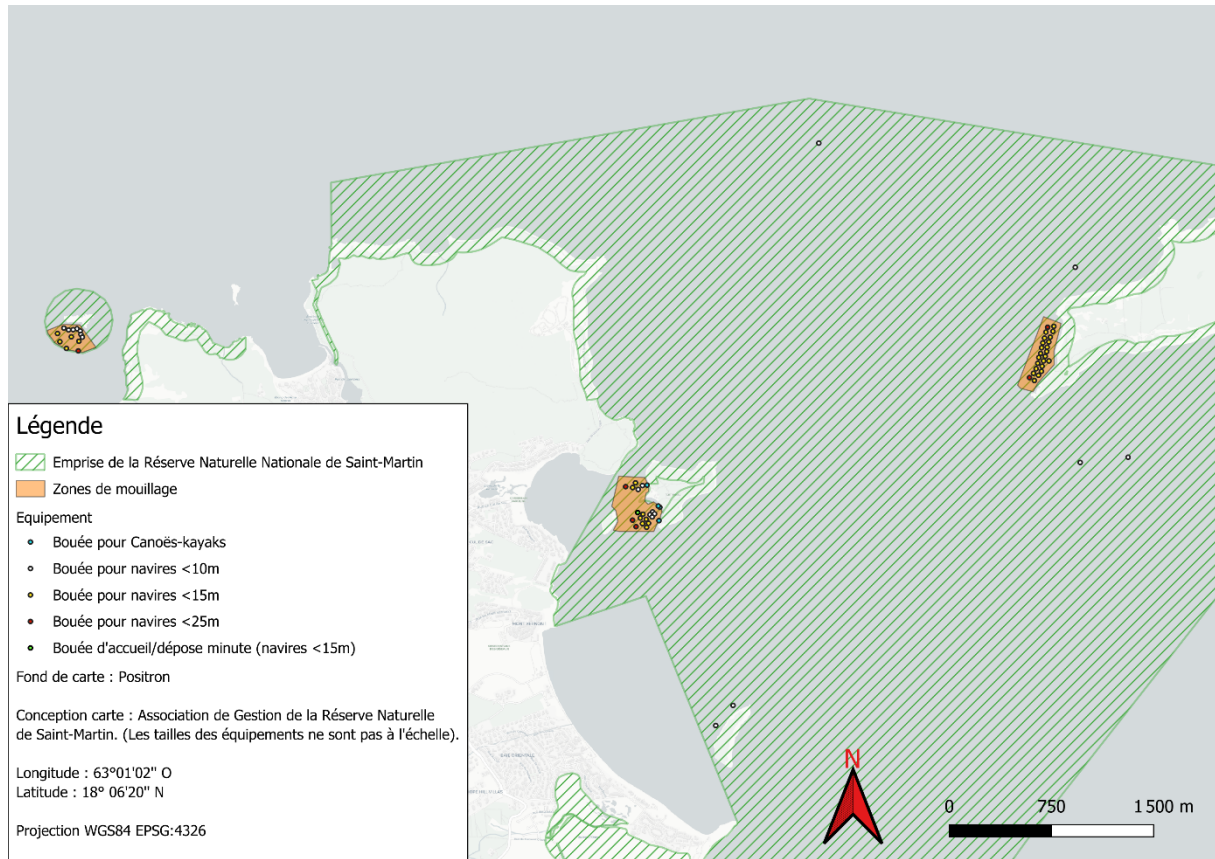 Légende
Emprise de la Réserve Naturelle Nationale de Saint-Martin
Zones de mouillage
Equipement
Bouée pour Canoës-kayaks
Bouée pour navires <10m
Bouée pour navires <15m
Bouée pour navires <25m
Bouée d'accueil/dépose minute (navires <15m)
Fond de carte : Positron
Conception carte : Association de Gestion de la Réserve Naturelle
de Saint-Martin. (Les tailles des équipements ne sont pas à l'échelle).
Longitude : 63°01'02" O
Latitude : 18° 06'20" N
Projection WGS84 EPSG:4326
N
0 750 1 500 m